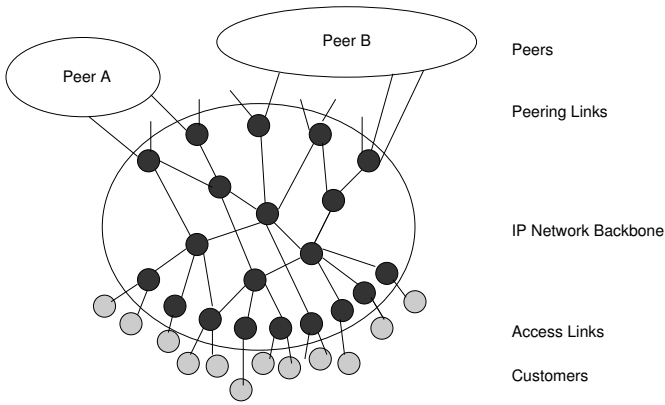 Peer B
Peers
Peer A
Peering Links
IP Network Backbone
Access Links
Customers